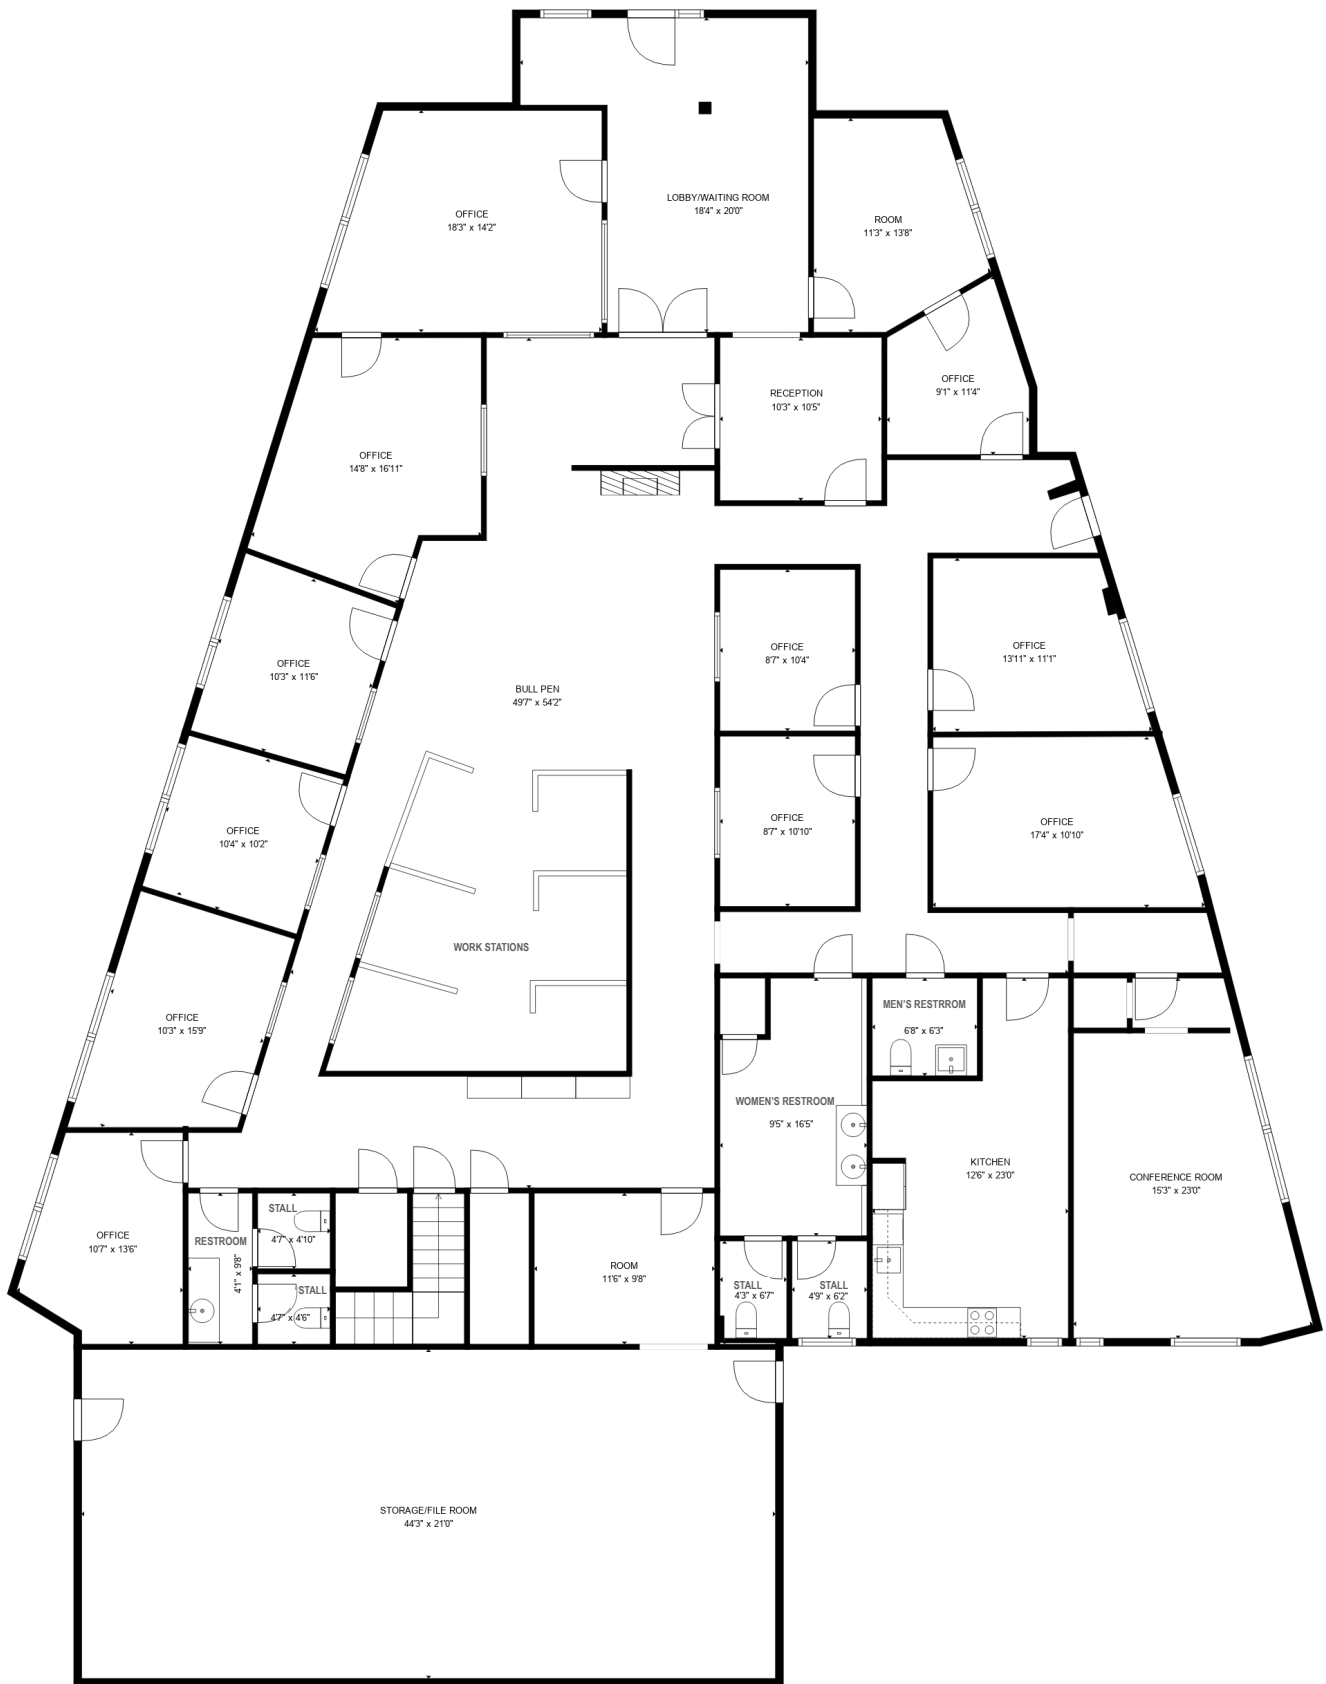 LOBBY/WAITING ROOM
18'4" x 20'0"
OFFICE
18'3" x 14'2"
ROOM
11'3" x 13'8"
OFFICE
9'1" x 11'4"
RECEPTION
10'3" x 10'5"
OFFICE
14'8" x 16'11"
OFFICE
10'3" x 11'6"
BULL PEN
49'7" x 54'2"
OFFICE
8'7" x 10'4"
OFFICE
13'11" x 11'1"
OFFICE
10'4" x 10'2"
OFFICE
8'7" x 10'10"
OFFICE
17'4" x 10'10"
WORK STATIONS
OFFICE
10'3" x 15'9"
MEN'S RESTRROM
6'8" x 6'3"
WOMEN'S RESTROOM
9'5" x 16'5"
KITCHEN
12'6" x 23'0"
CONFERENCE ROOM
15'3" x 23'0"
OFFICE
10'7" x 13'6"
RESTROOM
4'1" x 9'8"
STALL
4'7" x 4'10"
STALL
4'7" x 4'6"
ROOM
11'6" x 9'8"
STALL
4'3" x 6'7"
STALL
4'9" x 6'2"
STORAGE/FILE ROOM
44'3" x 21'0"